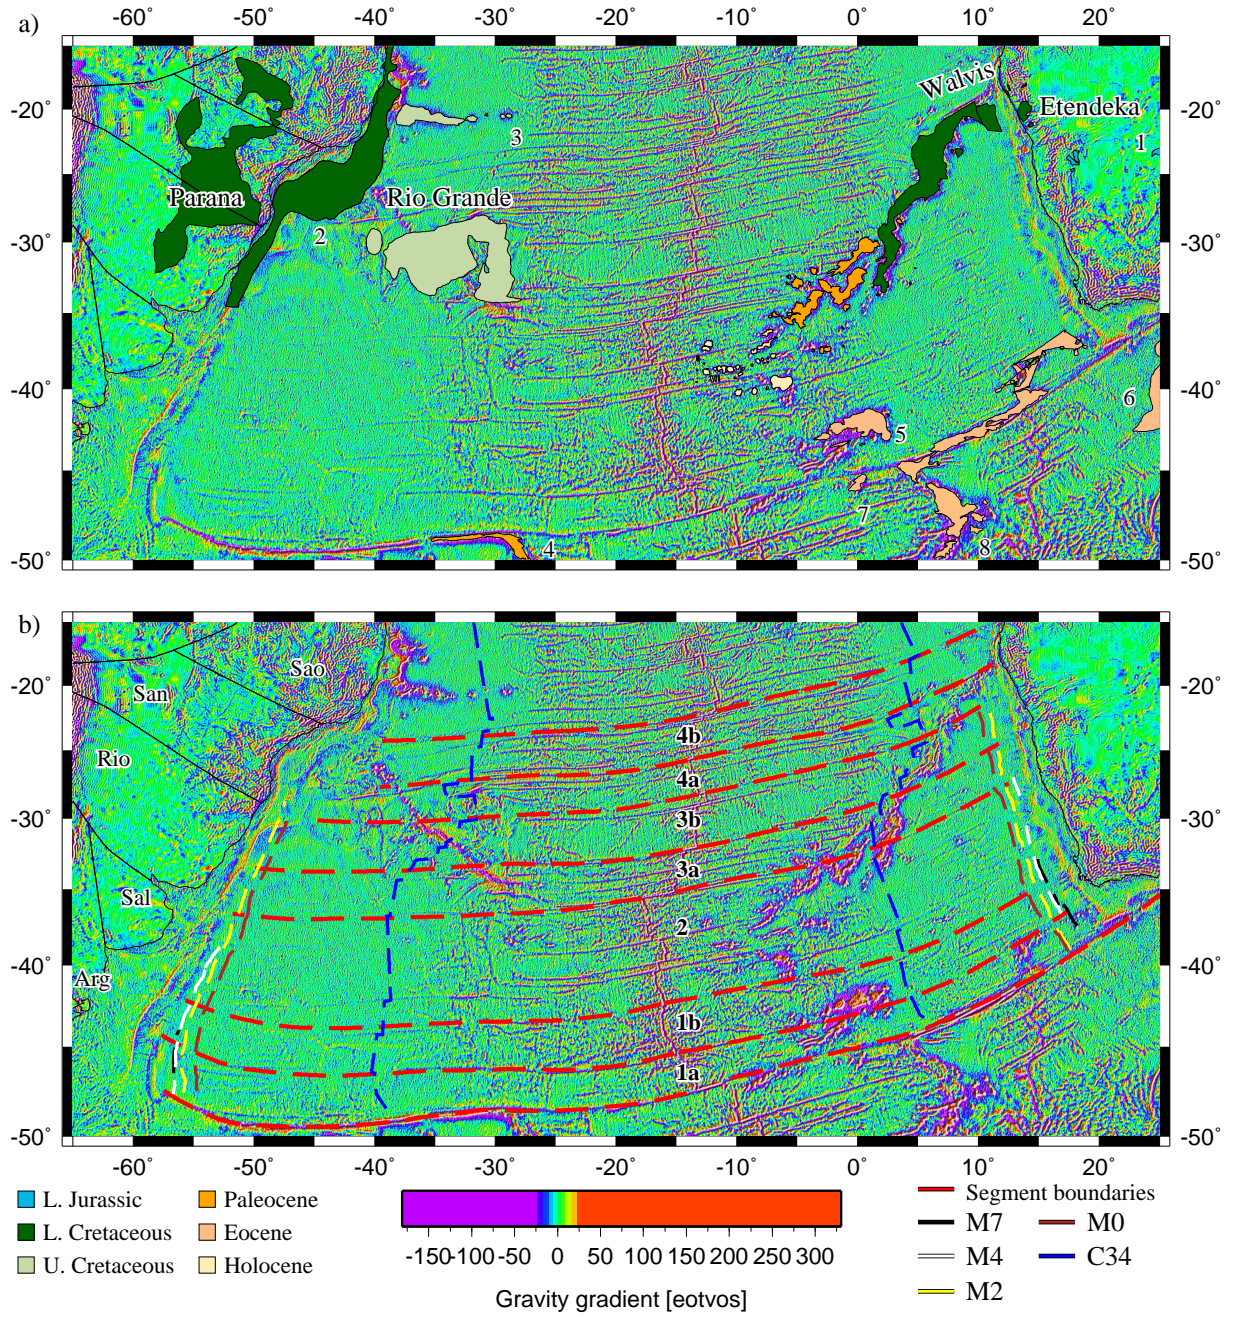 a)
-60° -50° -40° -30° -20° -10° 0° 10° 20°
Walvis
-20° Etendeka -20°
3
1
Parana Rio Grande
2
-30° -30°
-40° -40°
6
5
7
4 8
-50° -50°
b)
Sao
San
-20° -20°
4b
Rio
4a
-30° 3b -30°
3a
Sal
2
-40° Arg -40°
1b
1a
-50° -50°
-60° -50° -40° -30° -20° -10° 0° 10° 20°
L. Jurassic Paleocene
L. Cretaceous Eocene
U. Cretaceous Holocene
-150 -100 -50 0 50 100 150 200 250 300
Gravity gradient [eotvos]
Segment boundaries
M7 M0
M4 C34
M2